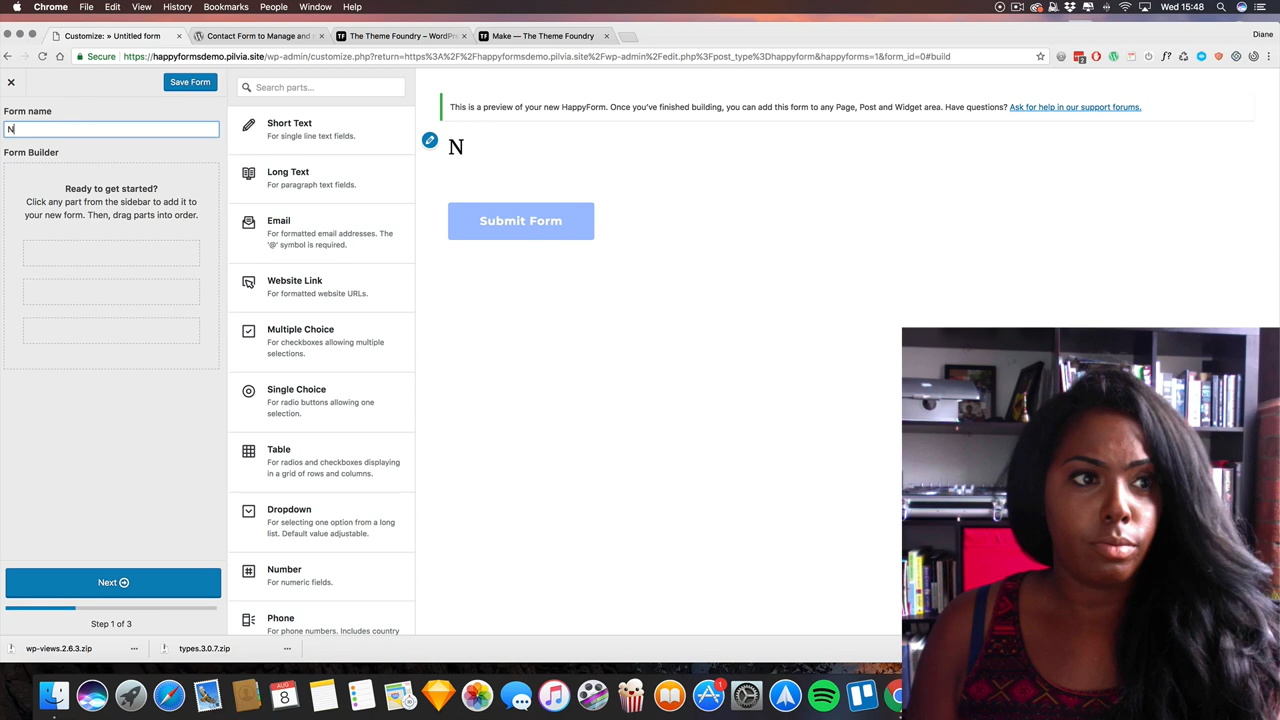 Chrome File Edit View History Bookmarks People Window Help
Wed 15:48
Customize: » Untitled form
Contact Form to Manage and
The Theme Foundry – WordPre
Make — The Theme Foundry
Diane
Secure
https://happyformsdemo.pilvia.site/wp-admin/customize.php?return=https%3A%2F%2Fhappyformsdemo.pilvia.site%2Fwp-admin%2Fedit.php%3Fpost_type%3Dhappyform&happyforms=1&form_id=0#build
Save Form
Form name
N
Form Builder
Ready to get started?
Click any part from the sidebar to add it to
your new form. Then, drag parts into order.
Next
Step 1 of 3
Search parts...
Short Text
For single line text fields.
Long Text
For paragraph text fields.
Email
For formatted email addresses. The
'@' symbol is required.
Website Link
For formatted website URLs.
Multiple Choice
For checkboxes allowing multiple
selections.
Single Choice
For radio buttons allowing one
selection.
Table
For radios and checkboxes displaying
in a grid of rows and columns.
Dropdown
For selecting one option from a long
list. Default value adjustable.
Number
For numeric fields.
Phone
For phone numbers. Includes country
This is a preview of your new HappyForm. Once you've finished building, you can add this form to any Page, Post and Widget area. Have questions? Ask for help in our support forums.
N
Submit Form
wp-views.2.6.3.zip
types.3.0.7.zip
AUG
8
1